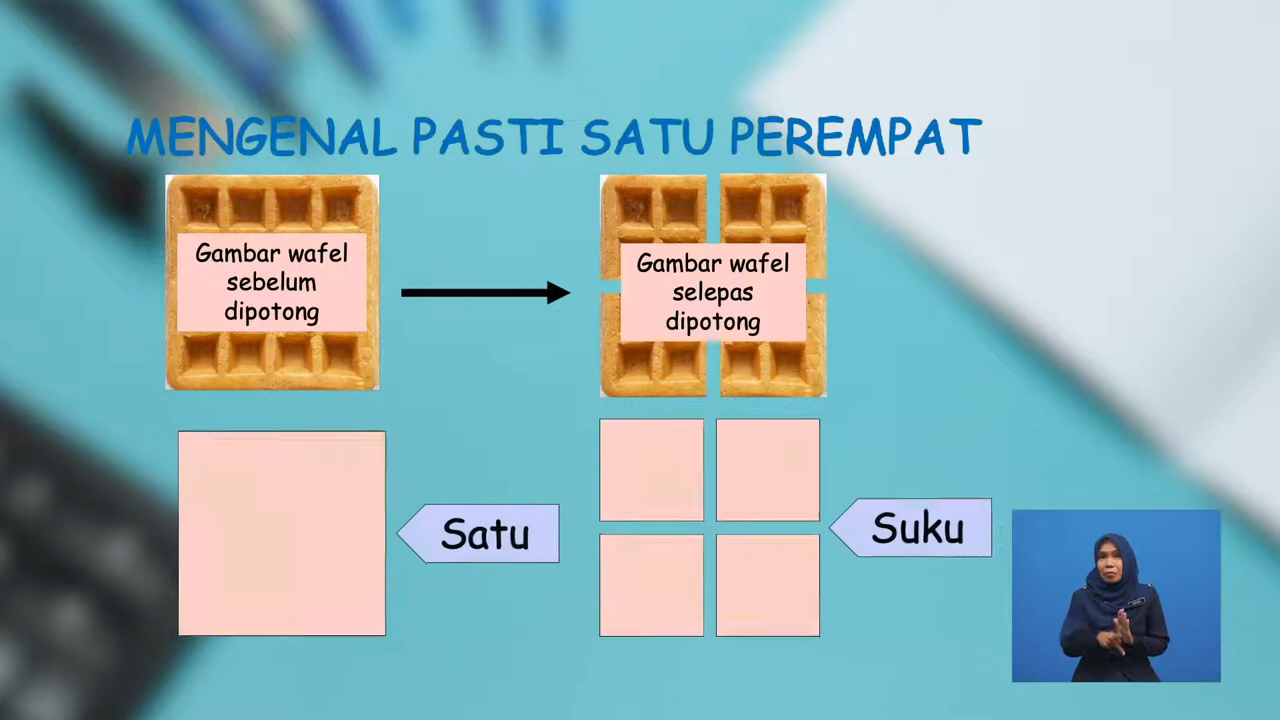 MENGENAL PASTI SATU PEREMPAT
Gambar wafel
sebelum
dipotong
Gambar wafel
selepas
dipotong
Satu
Suku